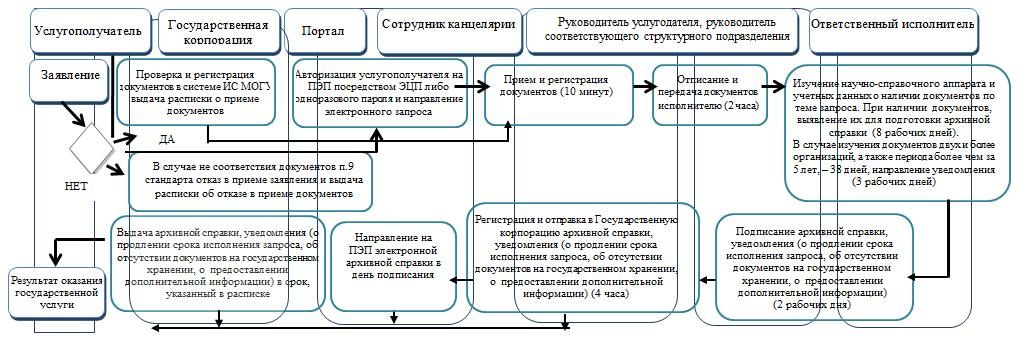 Услугополучатель
Государственная
корпорация
Портал
Сотрудник канцелярии
Руководитель услугодателя, руководитель
соответствующего структурного подразделения
Ответственный исполнитель
Заявление
Проверка и регистрация
документов в системе ИС МОГУ
выдача расписки о приеме
документов
Авторизация услугополучателя на
ПЭП посредством ЭЦП либо
одноразового пароля и направление
электронного запроса
Прием и регистрация
документов (10 минут)
Отписание и
передача документов
исполнителю (2 часа)
Изучение научно-справочного аппарата и
учетных данных о наличии документов по
теме запроса. При наличии документов,
выявление их для подготовки архивной
справки (8 рабочих дней).
В случае изучения документов двух и более
организаций, а также периода более чем за
5 лет, – 38 дней, направление уведомления
(3 рабочих дней)
ДА
В случае не соответствия документов п.9
стандарта отказ в приеме заявления и выдача
расписки об отказе в приеме документов
НЕТ
Выдача архивной справки, уведомления (о
продлении срока исполнения запроса, об
отсутствии документов на государственном
хранении, о предоставлении
дополнительной информации) в срок,
указанный в расписке
Направление на
ПЭП электронной
архивной справки в
день подписания
Регистрация и отправка в Государственную
корпорацию архивной справки,
уведомления (о продлении срока
исполнения запроса, об отсутствии
документов на государственном хранении,
о предоставлении дополнительной
информации) (4 часа)
Подписание архивной справки,
уведомления (о продлении срока
исполнения запроса, об отсутствии
документов на государственном
хранении, о предоставлении
дополнительной информации)
(2 рабочих дня)
Результат оказания
государственной
услуги